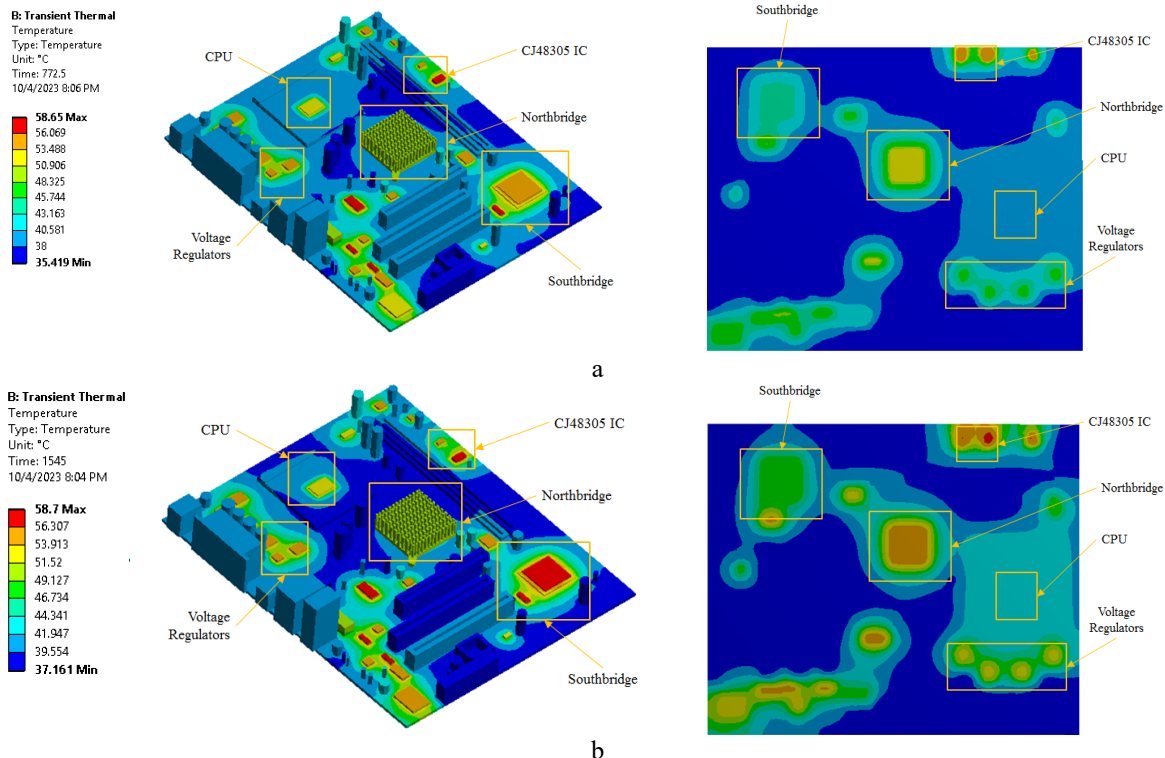 B: Transient Thermal
Temperature
Type: Temperature
Unit: °C
Time: 772.5
10/4/2023 8:06 PM
58.65 Max
56.069
53.488
50.906
48.325
45.744
43.163
40.581
38
35.419 Min
CPU
CJ48305 IC
Northbridge
Voltage
Regulators
Southbridge
Southbridge
CJ48305 IC
Northbridge
CPU
Voltage
Regulators
a
B: Transient Thermal
Temperature
Type: Temperature
Unit: °C
Time: 1545
10/4/2023 8:04 PM
58.7 Max
56.307
53.913
51.52
49.127
46.734
44.341
41.947
39.554
37.161 Min
CPU
CJ48305 IC
Northbridge
Voltage
Regulators
Southbridge
Southbridge
CJ48305 IC
Northbridge
CPU
Voltage
Regulators
b